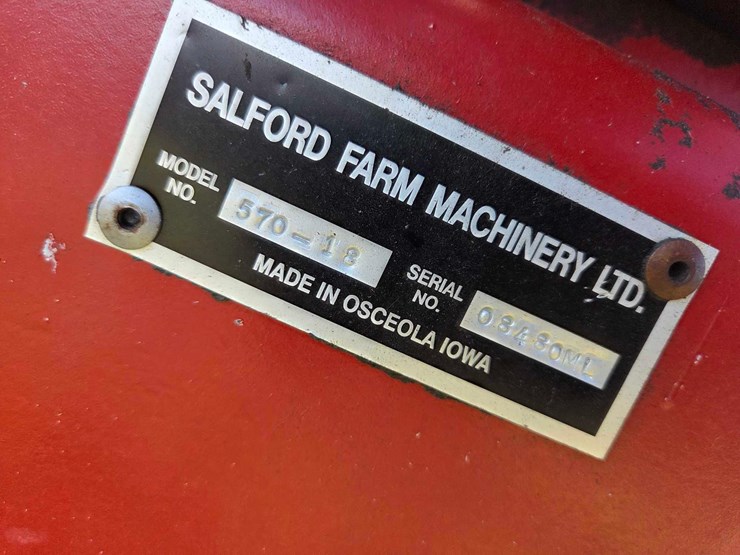 SALFORD FARM MACHINERY LTD.
MODEL NO. 570-18
SERIAL NO.
MADE IN OSCEOLA IOWA